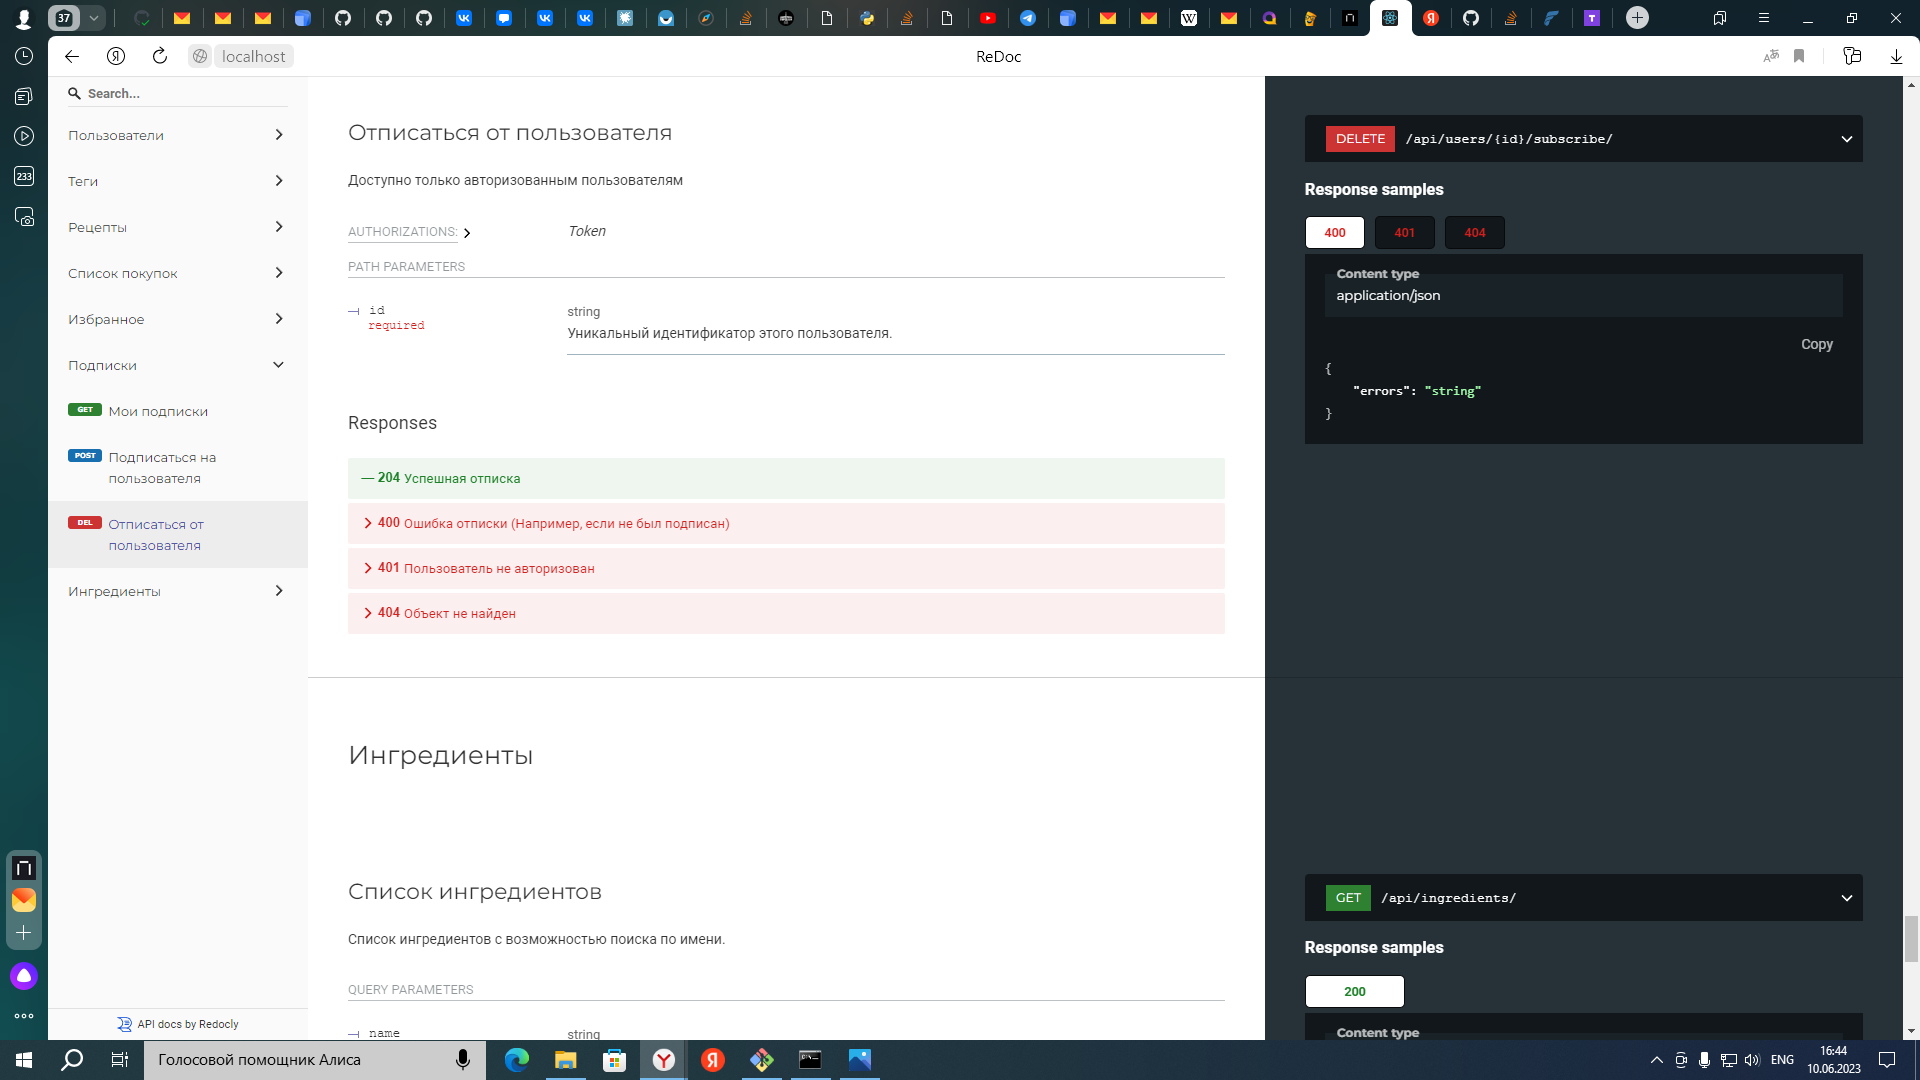 37
localhost
ReDoc
233
Search...
Пользователи
Теги
Рецепты
Список покупок
Избранное
Подписки
GET Мои подписки
POST Подписаться на
пользователя
DEL Отписаться от
пользователя
Ингредиенты
API docs by Redocly
Отписаться от пользователя
Доступно только авторизованным пользователям
AUTHORIZATIONS: Token
PATH PARAMETERS
id string
required
Уникальный идентификатор этого пользователя.
Responses
— 204 Успешная отписка
400 Ошибка отписки (Например, если не был подписан)
401 Пользователь не авторизован
404 Объект не найден
Ингредиенты
Список ингредиентов
Список ингредиентов с возможностью поиска по имени.
QUERY PARAMETERS
name string
DELETE /api/users/{id}/subscribe/
Response samples
400 401 404
Content type
application/json
Copy
{
"errors": "string"
}
GET /api/ingredients/
Response samples
200
Content type
Голосовой помощник Алиса
ENG
16:44
10.06.2023